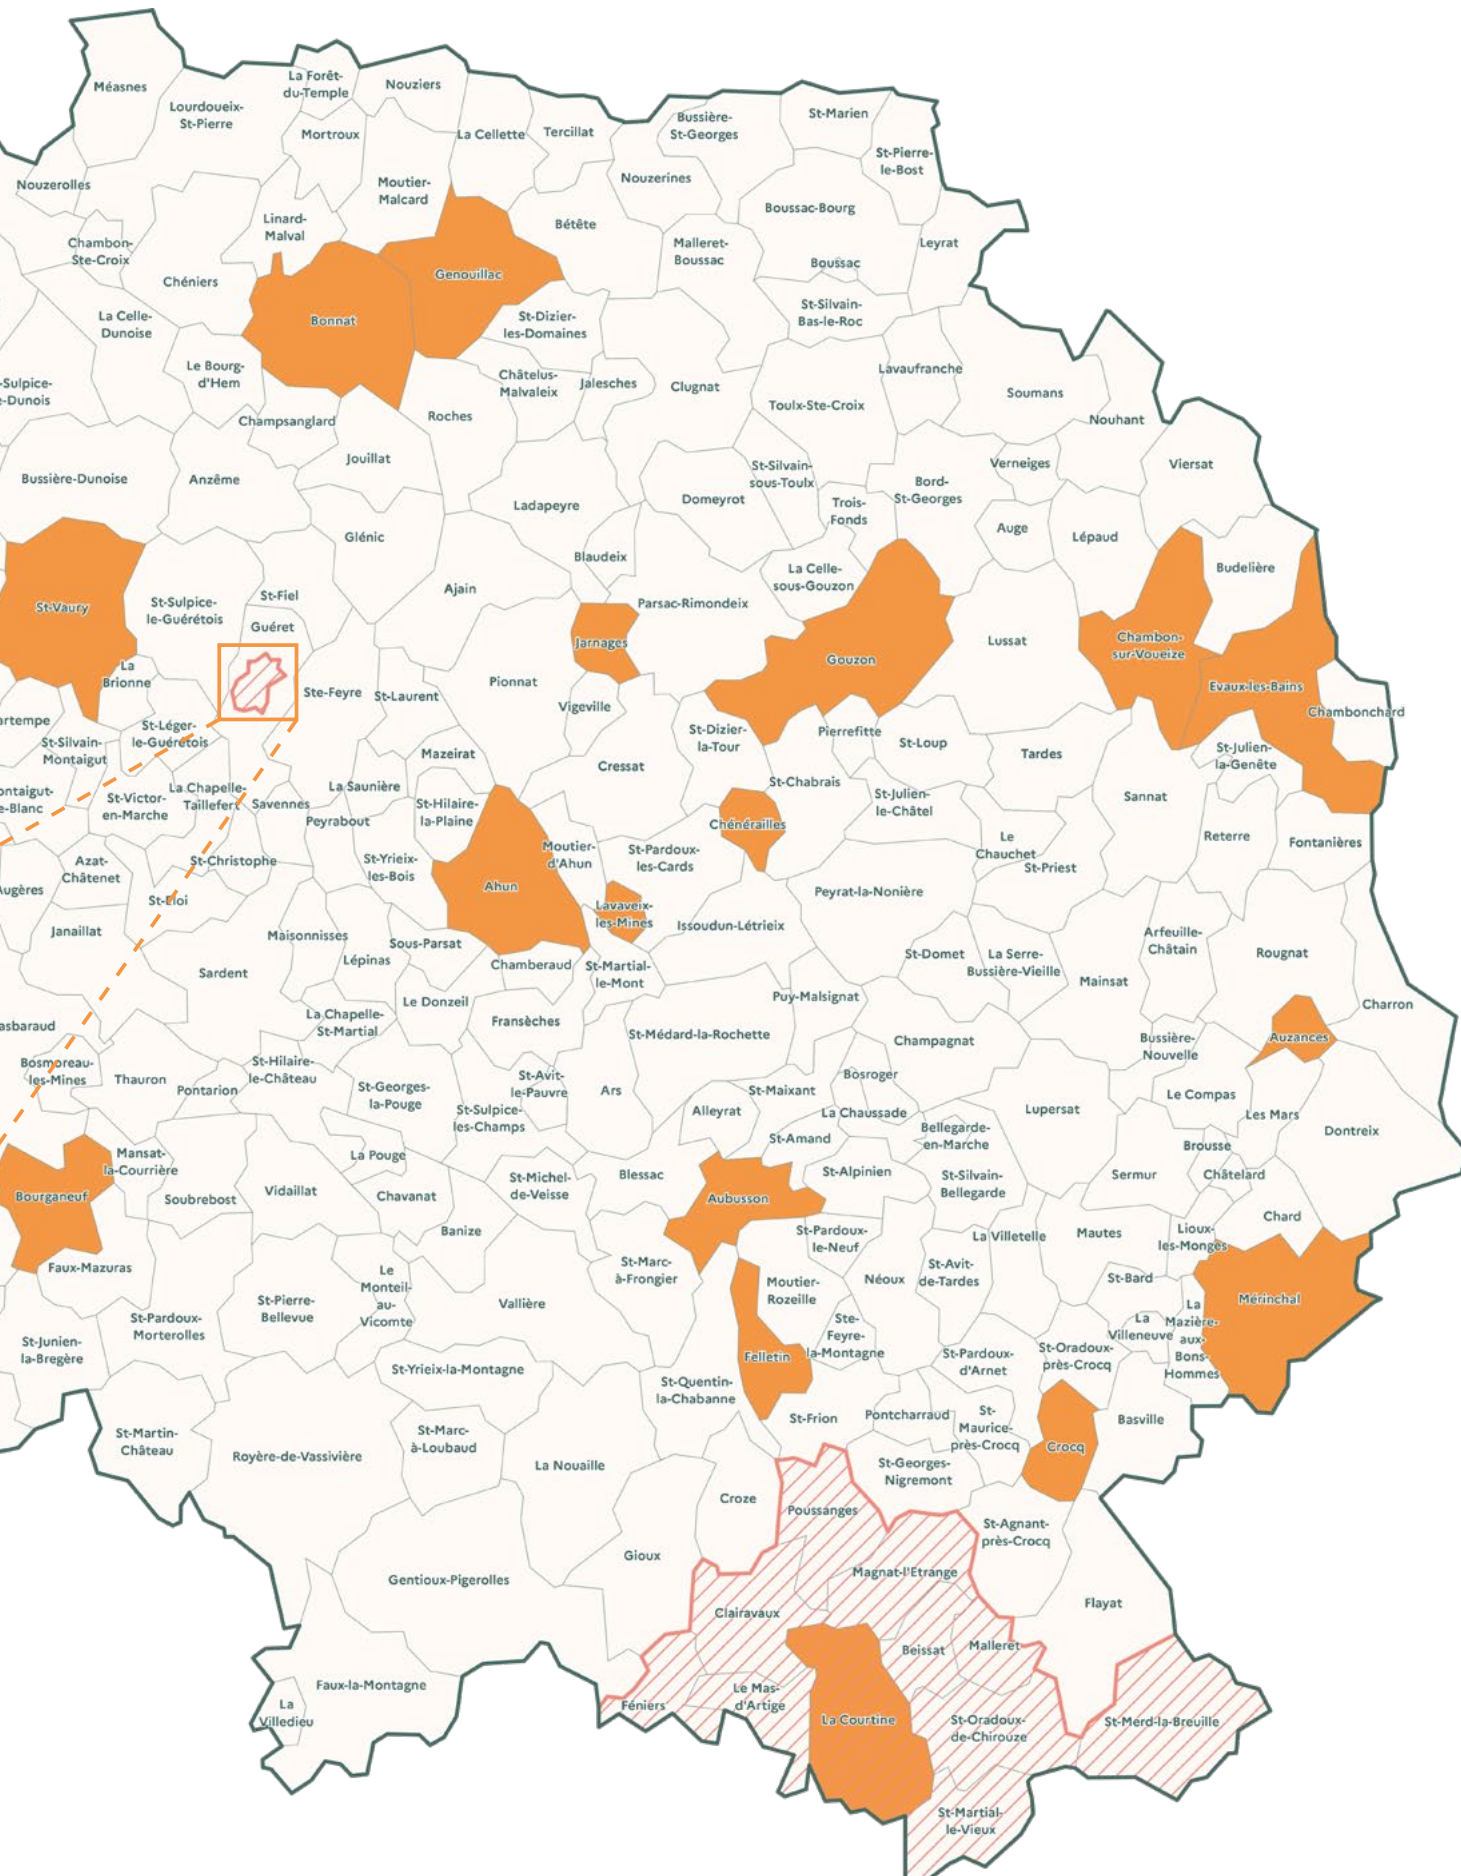 Méasnes
La Forêt-
du-Temple
Nouziers
Lourdoueix-
St-Pierre
Mortroux
La Cellette
Tercillat
Bussière-
St-Georges
St-Marien
St-Pierre-
le-Bost
Nouzerolles
Moutier-
Malcard
Nouzerines
Boussac-Bourg
Linard-
Malval
Bétête
Chambon-
Ste-Croix
Malleret-
Boussac
Leyrat
Boussac
Chéniers
Genouillac
La Celle-
Dunoise
Bonnat
St-Dizier-
les-Domaines
St-Silvain-
Bas-le-Roc
Le Bourg-
d'Hem
Châtelus-
Malvaleix
Jalesches
Clugnat
Lavaufranche
-Sulpice-
-Dunois
Soumans
Toulx-Ste-Croix
Champsanglard
Roches
Nouhant
Jouillat
Bussière-Dunoise
Anzême
St-Silvain-
sous-Toulx
Verneiges
Viersat
Domeyrot
Bord-
St-Georges
Ladapeyre
Trois-
Fonds
Auge
Lépaud
Glénic
Blaudeix
La Celle-
sous-Gouzon
Budelière
St-Vaury
St-Sulpice-
le-Guérétois
St-Fiel
Ajain
Parsac-Rimondeix
Guéret
Jarnages
Gouzon
Lussat
Chambon-
sur-Voueize
La
Brionne
Ste-Feyre
St-Laurent
Pionnat
Evaux-les-Bains
Vigeville
Chambonchard
artempe
St-Léger-
le-Guérétois
St-Silvain-
Montaigut
St-Dizier-
la-Tour
Pierrefitte
St-Loup
Tardes
St-Julien-
la-Genête
Mazeirat
Cressat
St-Chabrais
ontaigut-
e-Blanc
St-Victor-
en-Marche
La Chapelle-
Taillefert
Savennes
La Saunière
Peyrabout
St-Hilaire-
la-Plaine
St-Julien-
le-Châtel
Sannat
Chénérailles
Le
Chauchet
Reterre
Fontanières
Azat-
Châtenet
St-Christophe
St-Yrieix-
les-Bois
Moutier-
d'Ahun
St-Pardoux-
les-Cards
St-Priest
Augères
St-Eloi
Ahun
Peyrat-la-Nonière
Lavaveix-
les-Mines
Issoudun-Létrieix
Janaillat
Maisonnisses
Sous-Parsat
Arfeuille-
Châtain
Rougnat
Sardent
Lépinas
Chamberaud
St-Martial-
le-Mont
St-Domet
La Serre-
Bussière-Vieille
Mainsat
Le Donzeil
Puy-Malsignat
Charron
asbaraud
La Chapelle-
St-Martial
Fransèches
St-Médard-la-Rochette
Champagnat
Bussière-
Nouvelle
Auzances
Bosmoreau-
les-Mines
Thauron
Pontarion
St-Hilaire-
le-Château
St-Georges-
la-Pouge
St-Avit-
le-Pauvre
Ars
St-Maixant
Bosroger
Le Compas
St-Sulpice-
les-Champs
Alleyrat
La Chaussade
Lupersat
Les Mars
Dontreix
St-Amand
Bellegarde-
en-Marche
Brousse
Mansat-
la-Courrière
La Pouge
Bourganeuf
Soubrebost
Vidaillat
Chavanat
St-Michel-
de-Veisse
Blessac
Aubusson
St-Alpinien
St-Silvain-
Bellegarde
Sermur
Châtelard
Banize
St-Pardoux-
le-Neuf
La Villetelle
Mautes
Lioux-
les-Monges
Chard
Faux-Mazuras
St-Marc-
à-Frongier
Moutier-
Rozeille
Néoux
St-Avit-
de-Tardes
St-Bard
Mérinchal
Le
Monteil-
au-
Vicomte
St-Pierre-
Bellevue
Vallière
St-Pardoux-
Morterolles
Ste-
Feyre-
la-Montagne
La
Villeneuve
La
Mazière-
aux-
Bons-
Hommes
St-Junien-
la-Bregère
St-Yrieix-la-Montagne
Felletin
St-Pardoux-
d'Arnet
St-Oradoux-
près-Crocq
St-Quentin-
la-Chabanne
St-Martin-
Château
St-Marc-
à-Loubaud
St-Frion
Pontcharraud
St-
Maurice-
près-Crocq
Crocq
Basville
Royère-de-Vassivière
La Nouaille
St-Georges-
Nigremont
Croze
Poussanges
St-Agnant-
près-Crocq
Gioux
Gentioux-Pigerolles
Magnat-l'Etrange
Clairavaux
Flayat
Beissat
Malleret
Faux-la-Montagne
La
Villedieu
Féniers
Le Mas-
d'Artige
La Courtine
St-Oradoux-
de-Chirouze
St-Merd-la-Breuille
St-Martial-
le-Vieux